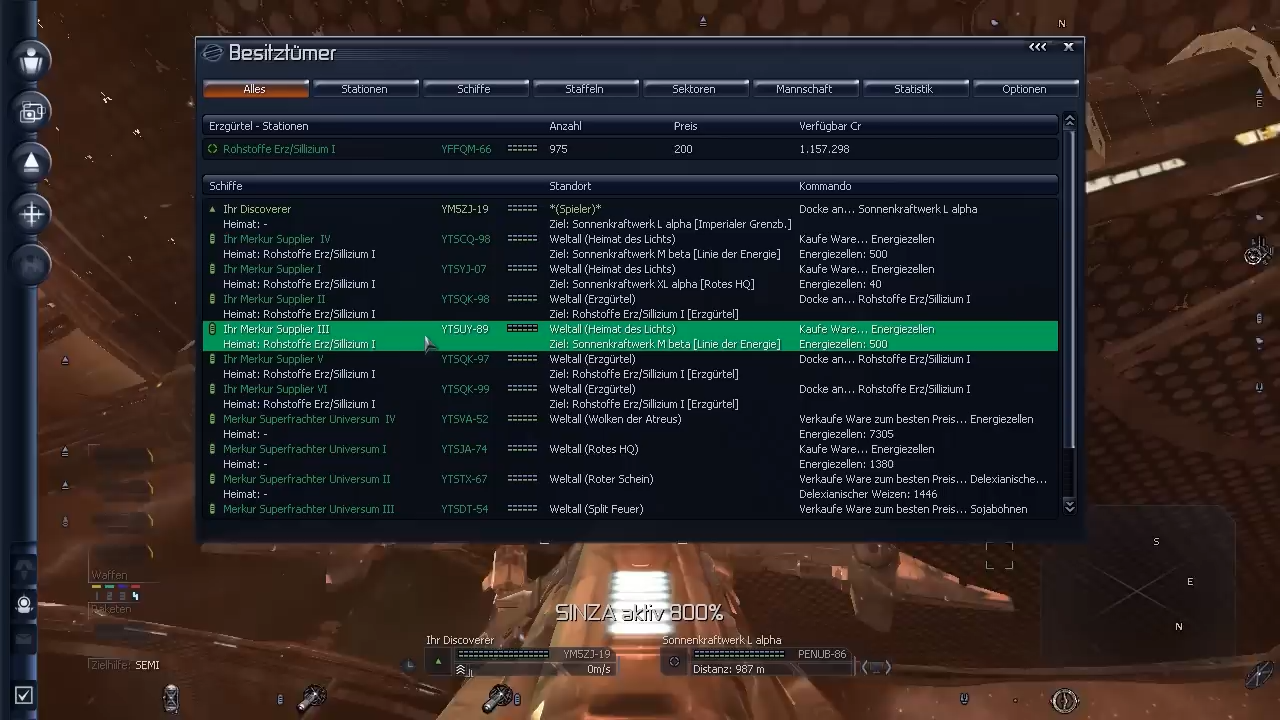 N
Besitztümer
Alles Stationen Schiffe Staffeln Sektoren Mannschaft Statistik Optionen
E
Erzgürtel - Stationen Anzahl Preis Verfügbar Cr
Rohstoffe Erz/Sillizium I YFFQM-66 975 200 1.157.298
Schiffe Standort Kommando
Ihr Discoverer YM5ZJ-19 *(Spieler)* Docke an... Sonnenkraftwerk L alpha
Heimat: - Ziel: Sonnenkraftwerk L alpha [Imperialer Grenzb.]
Ihr Merkur Supplier IV YTSCQ-98 Weltall (Heimat des Lichts) Kaufe Ware... Energiezellen
Heimat: Rohstoffe Erz/Sillizium I Ziel: Sonnenkraftwerk M beta [Linie der Energie] Energiezellen: 500
Ihr Merkur Supplier I YTSYJ-07 Weltall (Heimat des Lichts) Kaufe Ware... Energiezellen
Heimat: Rohstoffe Erz/Sillizium I Ziel: Sonnenkraftwerk XL alpha [Rotes HQ] Energiezellen: 40
Ihr Merkur Supplier II YTSQK-98 Weltall (Erzgürtel) Docke an... Rohstoffe Erz/Sillizium I
Heimat: Rohstoffe Erz/Sillizium I Ziel: Rohstoffe Erz/Sillizium I [Erzgürtel]
Ihr Merkur Supplier III YTSUY-89 Weltall (Heimat des Lichts) Kaufe Ware... Energiezellen
Heimat: Rohstoffe Erz/Sillizium I Ziel: Sonnenkraftwerk M beta [Linie der Energie] Energiezellen: 500
Ihr Merkur Supplier V YTSQK-97 Weltall (Erzgürtel) Docke an... Rohstoffe Erz/Sillizium I
Heimat: Rohstoffe Erz/Sillizium I Ziel: Rohstoffe Erz/Sillizium I [Erzgürtel]
Ihr Merkur Supplier VI YTSQK-99 Weltall (Erzgürtel) Docke an... Rohstoffe Erz/Sillizium I
Heimat: Rohstoffe Erz/Sillizium I Ziel: Rohstoffe Erz/Sillizium I [Erzgürtel]
Merkur Superfrachter Universum IV YTSVA-52 Weltall (Wolken der Atreus) Verkaufe Ware zum besten Preis... Energiezellen
Heimat: - Energiezellen: 7305
Merkur Superfrachter Universum I YTSJA-74 Weltall (Rotes HQ) Kaufe Ware... Energiezellen
Heimat: - Energiezellen: 1380
Merkur Superfrachter Universum II YTSTX-67 Weltall (Roter Schein) Verkaufe Ware zum besten Preis... Delexianische...
Heimat: - Delexianischer Weizen: 1446
Merkur Superfrachter Universum III YTSDT-54 Weltall (Split Feuer) Verkaufe Ware zum besten Preis... Sojabohnen
S
Waffen
E
1 2 3 4
Raketen
SINZA aktiv 800%
N
Ihr Discoverer Sonnenkraftwerk L alpha
YM5ZJ-19 PENUB-86
Zielhilfe: SEMI
0m/s Distanz: 987 m